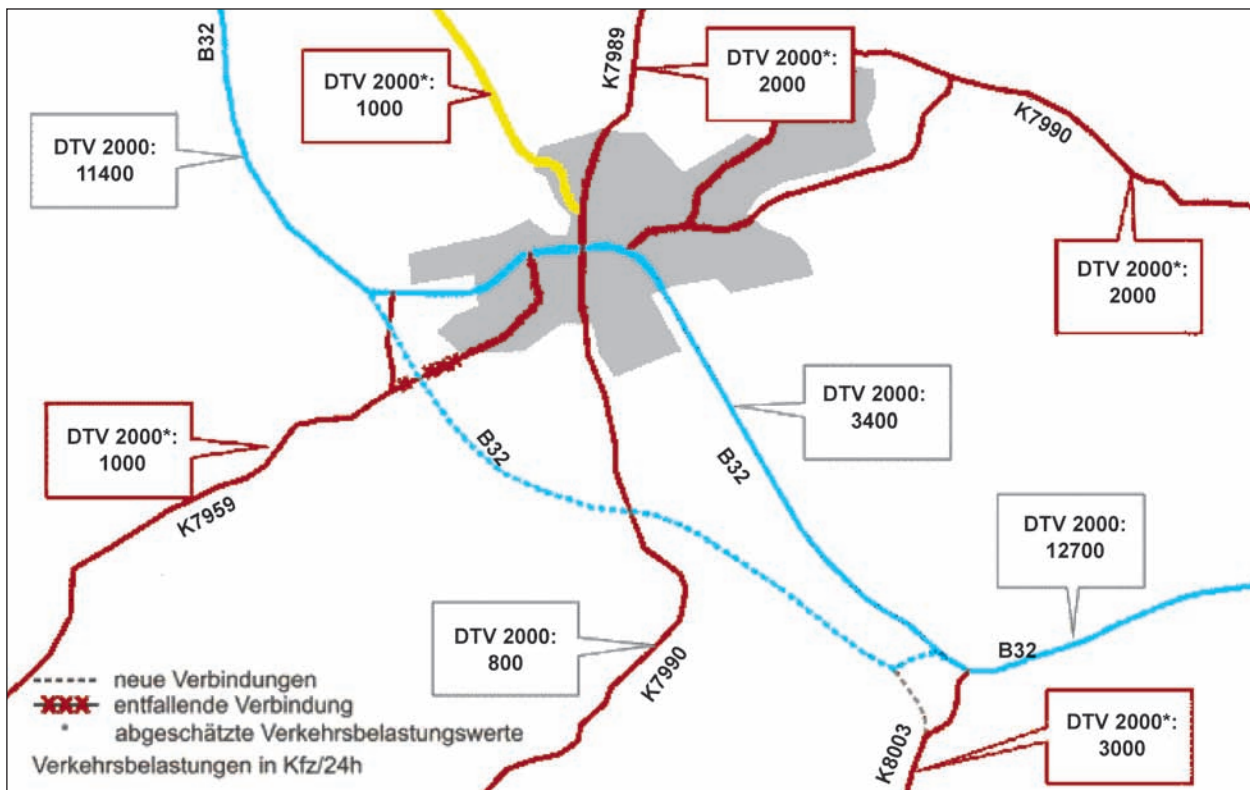 B32
DTV 2000*:
1000
K7989
DTV 2000*:
2000
K7990
DTV 2000:
11400
DTV 2000*:
2000
DTV 2000:
3400
DTV 2000*:
1000
B32
B32
K7959
DTV 2000:
12700
DTV 2000:
800
K7990
B32
K8003
DTV 2000*:
3000
neue Verbindungen
entfallende Verbindung
* abgeschätzte Verkehrsbelastungswerte
Verkehrsbelastungen in Kfz/24h